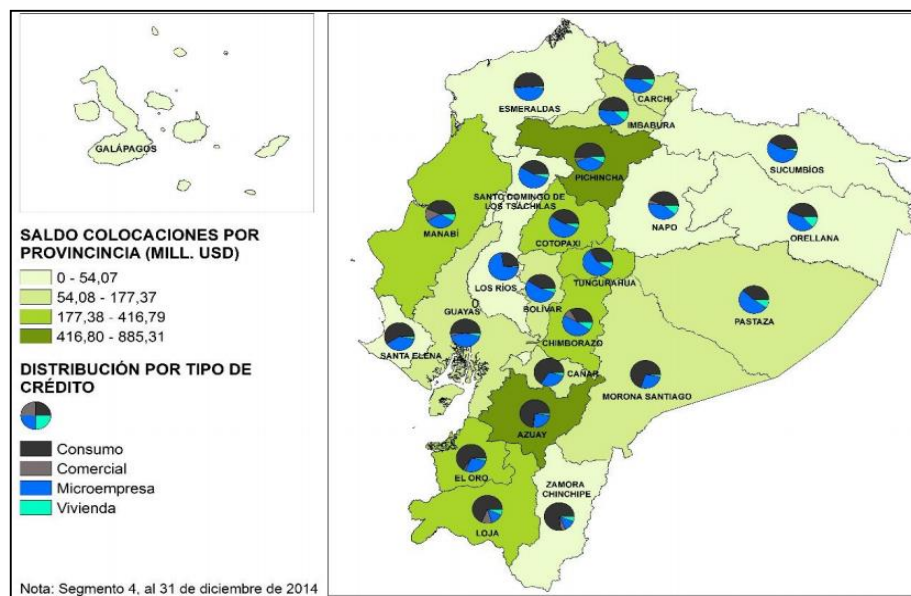 GALÁPAGOS
SALDO COLOCACIONES POR
PROVINCINCIA (MILL. USD)
0 - 54,07
54,08 - 177,37
177,38 - 416,79
416,80 - 885,31
DISTRIBUCIÓN POR TIPO DE
CRÉDITO
Consumo
Comercial
Microempresa
Vivienda
Nota: Segmento 4, al 31 de diciembre de 2014
ESMERALDAS
CARCHI
IMBABURA
PICHINCHA
SUCUMBÍOS
SANTO DOMINGO DE
LOS TSÁCHILAS
MANABÍ
NAPO
ORELLANA
COTOPAXI
LOS RÍOS
TUNGURAHUA
BOLÍVAR
GUAYAS
PASTAZA
CHIMBORAZO
SANTA ELENA
CAÑAR
MORONA SANTIAGO
AZUAY
EL ORO
ZAMORA
CHINCHIPE
LOJA